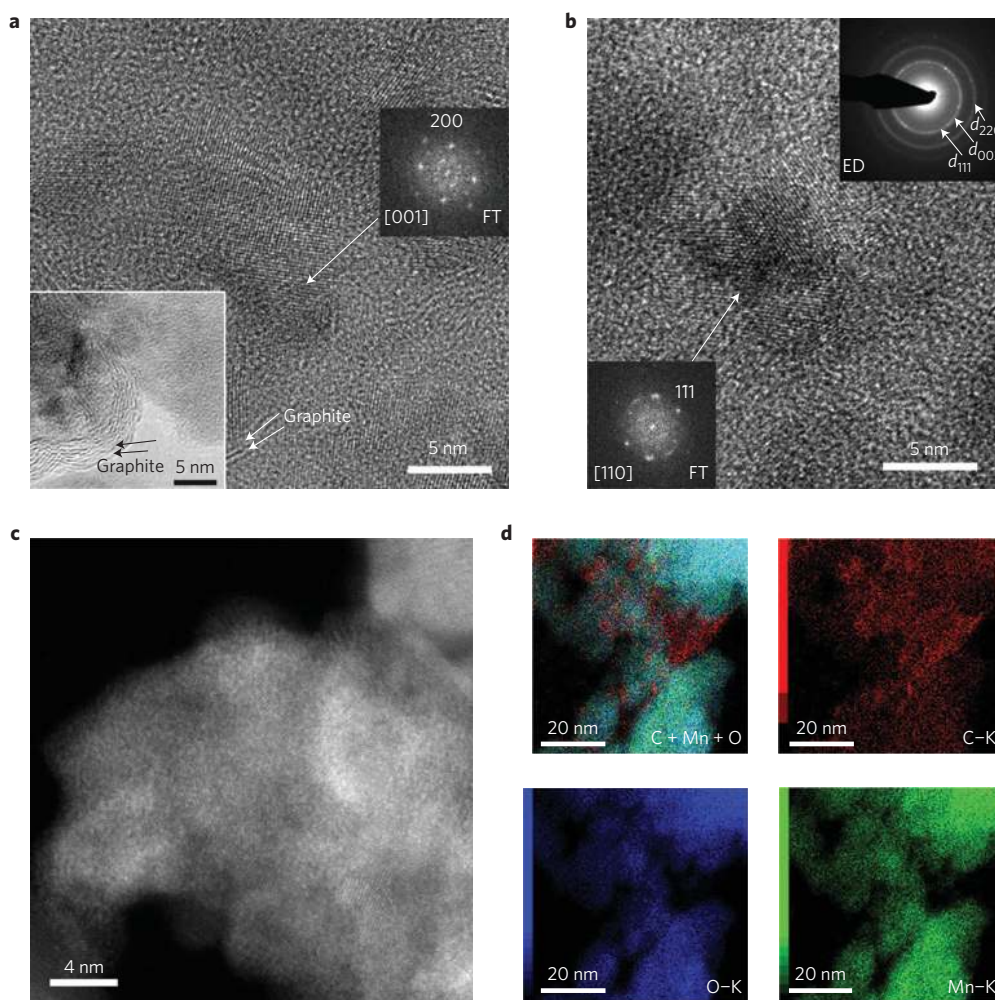 a
200
[001]
FT
Graphite
5 nm
Graphite
5 nm
b
d220
d111
ED
111
[110]
FT
5 nm
c
4 nm
d
20 nm
C + Mn + O
20 nm
C–K
20 nm
O–K
20 nm
Mn–K